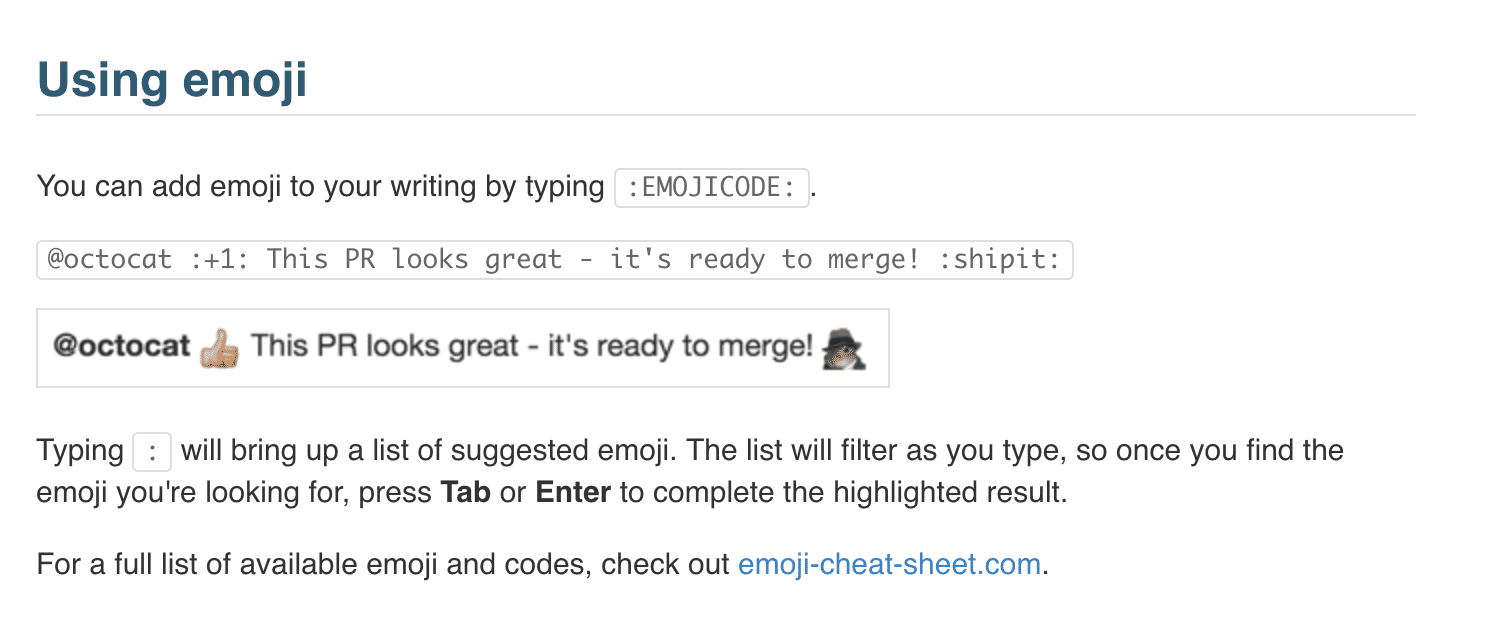 Using emoji
You can add emoji to your writing by typing :EMOJICODE:.
@octocat :+1: This PR looks great - it's ready to merge! :shipit:
@octocat 👍 This PR looks great - it's ready to merge!
Typing : will bring up a list of suggested emoji. The list will filter as you type, so once you find the
emoji you're looking for, press Tab or Enter to complete the highlighted result.
For a full list of available emoji and codes, check out emoji-cheat-sheet.com.